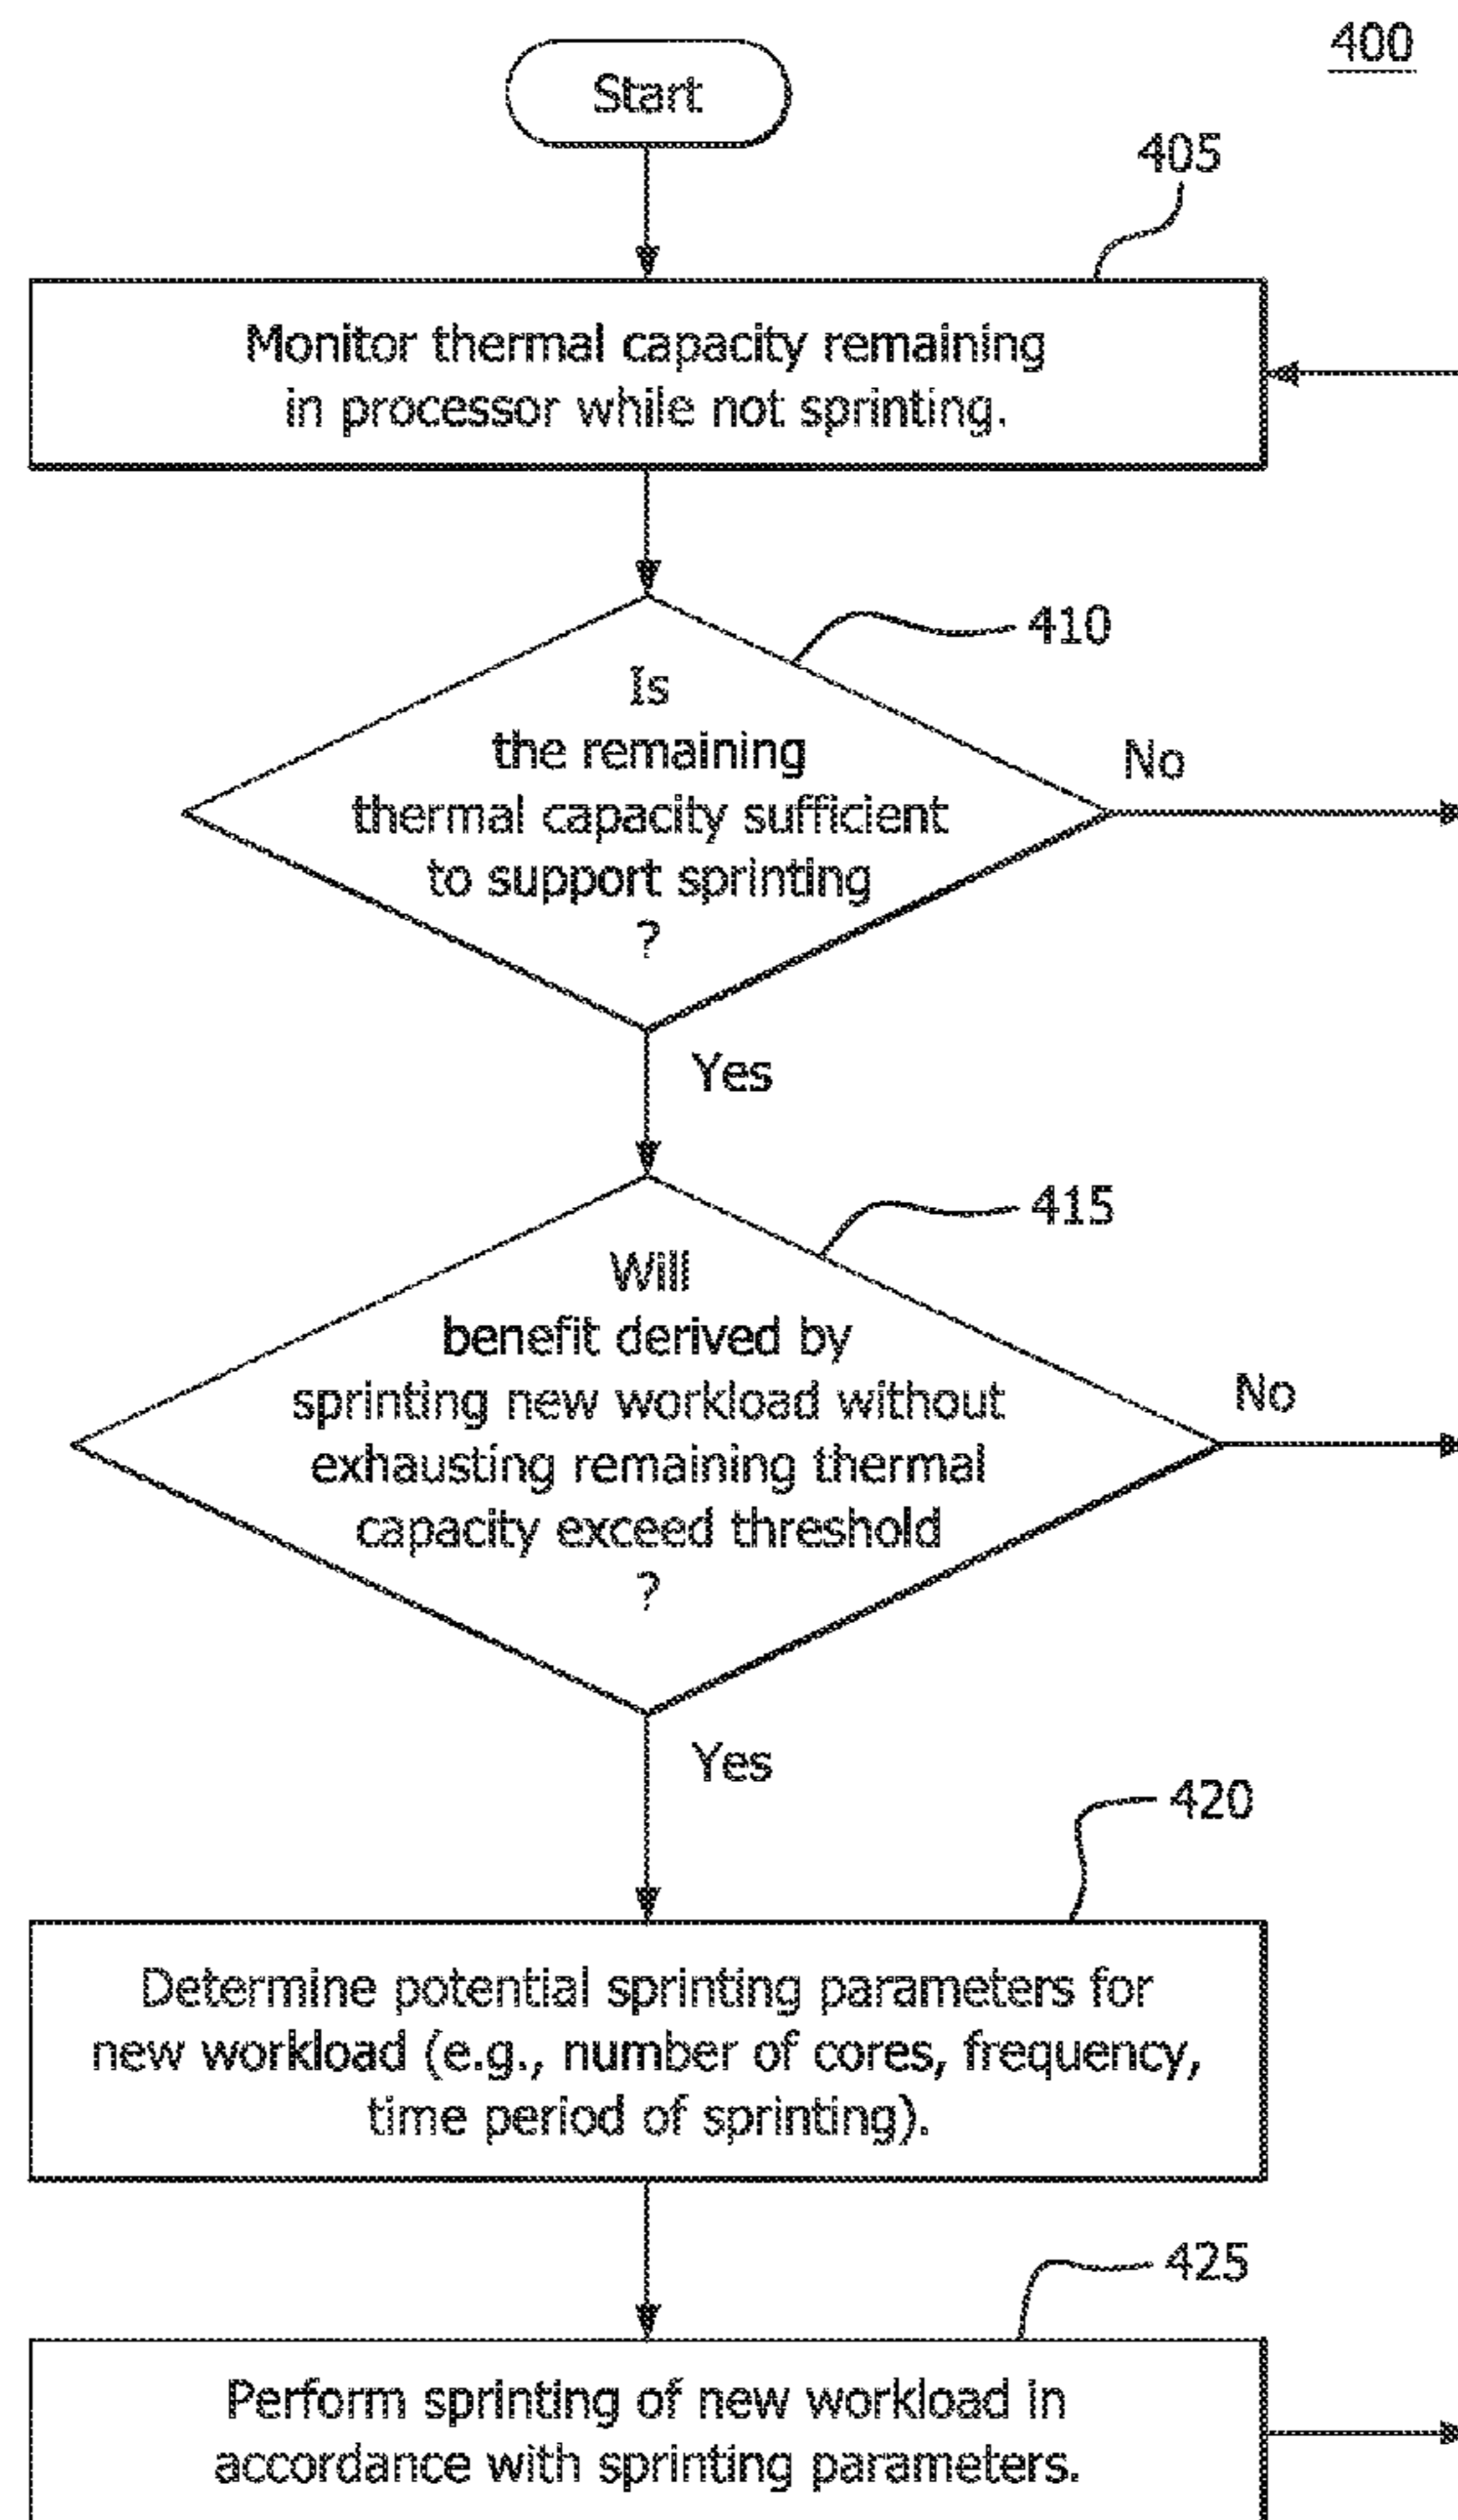 400
Start
405
Monitor thermal capacity remaining
in processor while not sprinting.
410
Is
the remaining
thermal capacity sufficient
to support sprinting
?
No
Yes
415
Will
benefit derived by
sprinting new workload without
exhausting remaining thermal
capacity exceed threshold
?
No
Yes
420
Determine potential sprinting parameters for
new workload (e.g., number of cores, frequency,
time period of sprinting).
425
Perform sprinting of new workload in
accordance with sprinting parameters.